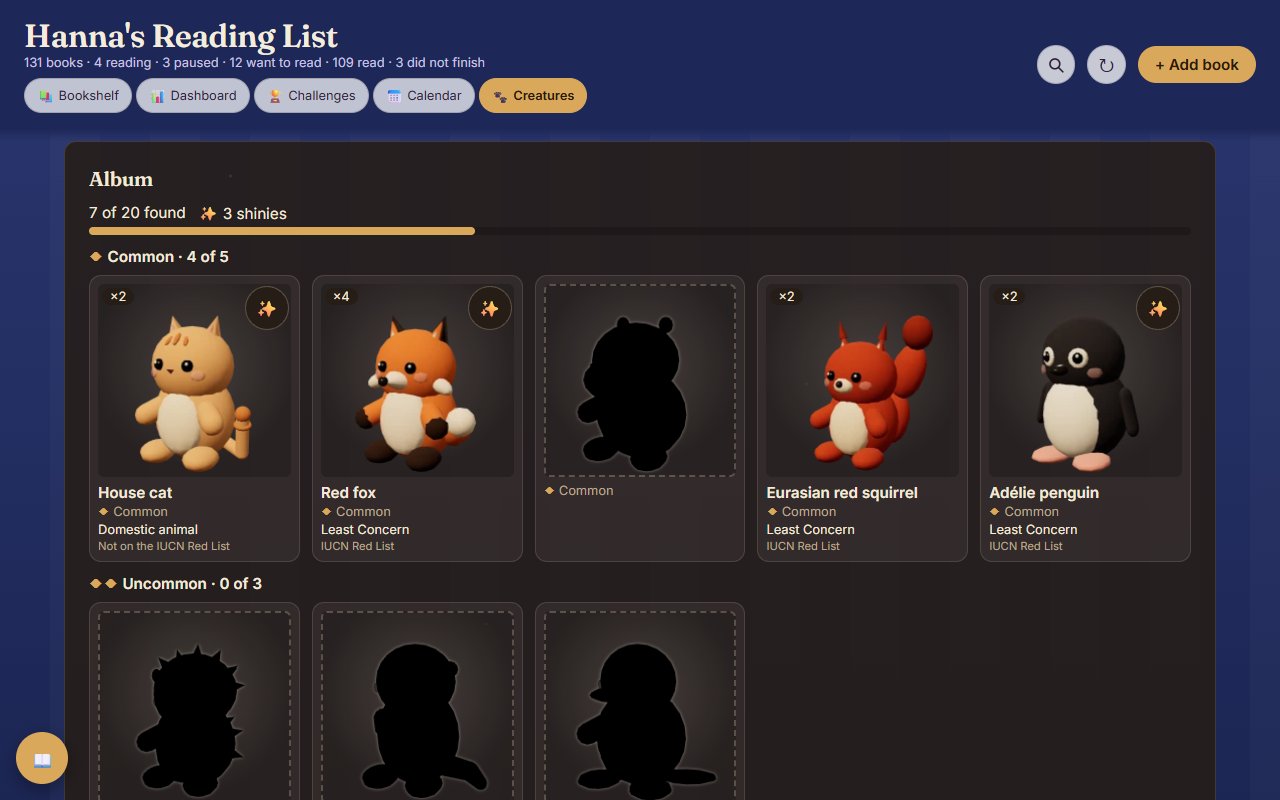 Hanna's Reading List
131 books · 4 reading · 3 paused · 12 want to read · 109 read · 3 did not finish
Bookshelf
Dashboard
Challenges
Calendar
Creatures
+ Add book
Album
7 of 20 found ✨ 3 shinies
Common · 4 of 5
×2
×4
×2
×2
House cat
Common
Domestic animal
Not on the IUCN Red List
Red fox
Common
Least Concern
IUCN Red List
Common
Eurasian red squirrel
Common
Least Concern
IUCN Red List
Adélie penguin
Common
Least Concern
IUCN Red List
Uncommon · 0 of 3